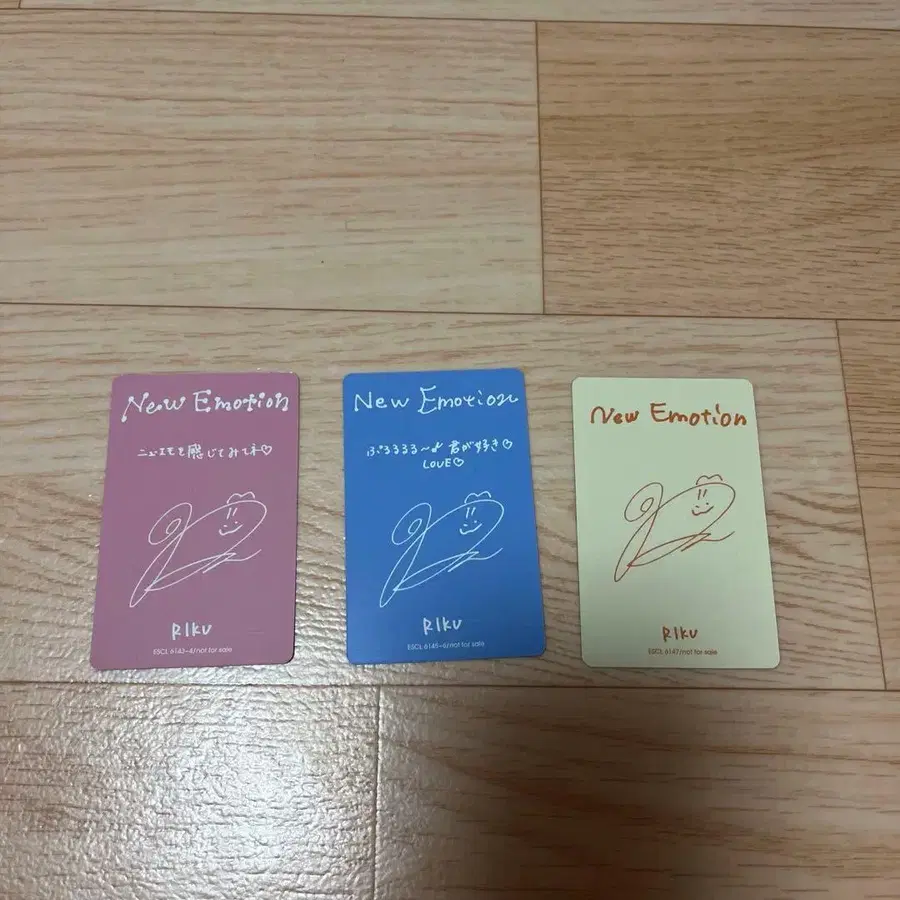 New Emotion
ニューエモを感じてみてネ♡
RIKU
ESCL 6143~4/not for sale
New Emotion
ぷるるるる〜♪ 君が好き♡
LOVE♡
RIKU
ESCL 6145~6/not for sale
New Emotion
RIKU
ESCL 6147/not for sale